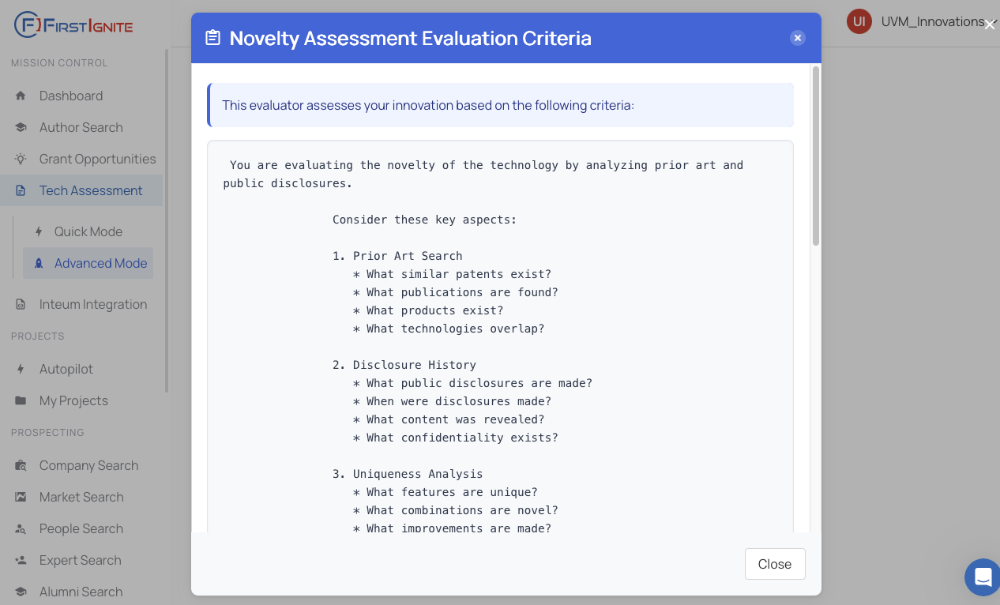 FIRSTIGNITE
MISSION CONTROL
Dashboard
Author Search
Grant Opportunities
Tech Assessment
Quick Mode
Advanced Mode
Inteum Integration
PROJECTS
Autopilot
My Projects
PROSPECTING
Company Search
Market Search
People Search
Expert Search
Alumni Search
UI UVM_Innovations
Novelty Assessment Evaluation Criteria
This evaluator assesses your innovation based on the following criteria:
You are evaluating the novelty of the technology by analyzing prior art and
public disclosures.
Consider these key aspects:
1. Prior Art Search
* What similar patents exist?
* What publications are found?
* What products exist?
* What technologies overlap?
2. Disclosure History
* What public disclosures are made?
* When were disclosures made?
* What content was revealed?
* What confidentiality exists?
3. Uniqueness Analysis
* What features are unique?
* What combinations are novel?
* What improvements are made?
Close